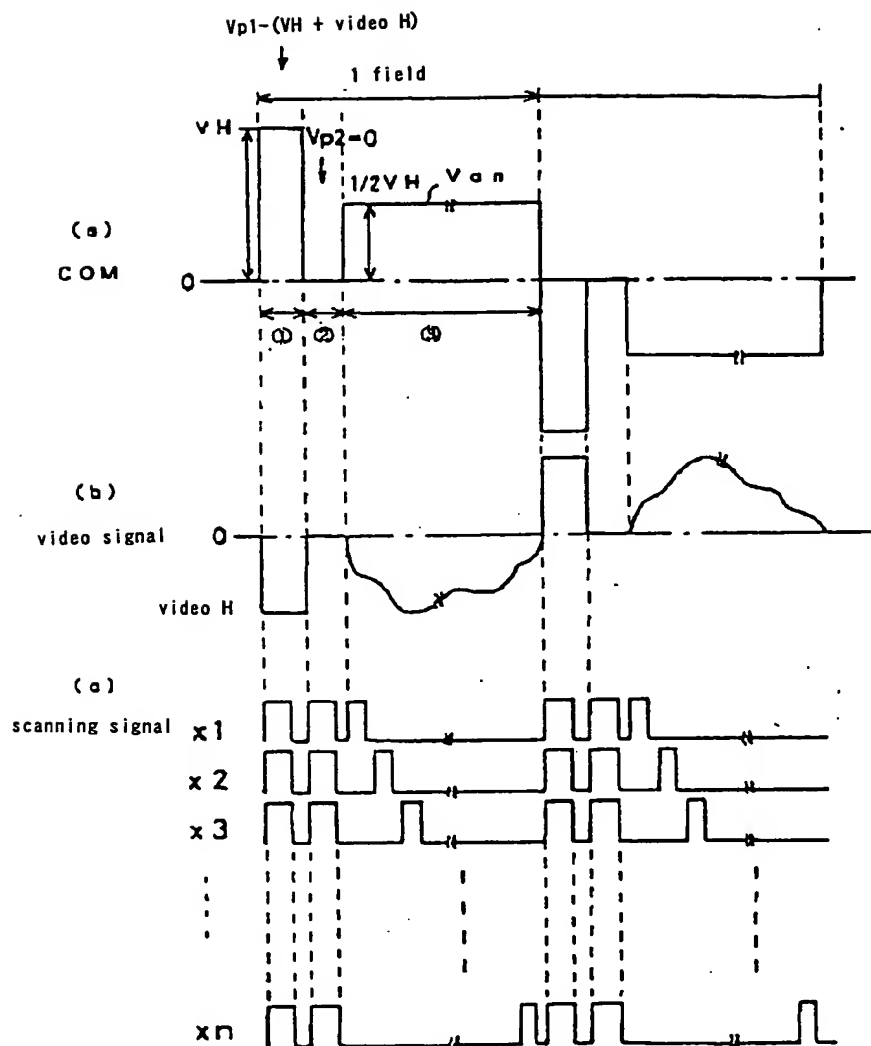 Vp1-(VH + video H)
1 field
VH
Vp2=0
1/2VH
Van
(a)
COM
0
(1)
(2)
(3)
(b)
video signal
0
video H
(a)
scanning signal
x1
x2
x3
xn